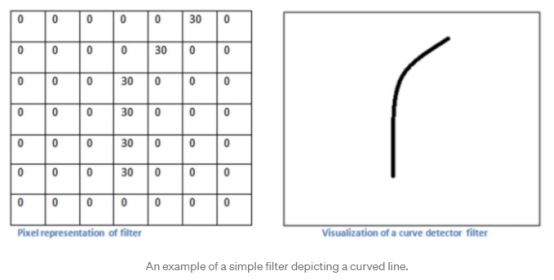 0 0 0 0 0 30 0
0 0 0 0 30 0 0
0 0 0 30 0 0 0
0 0 0 30 0 0 0
0 0 0 30 0 0 0
0 0 0 30 0 0 0
0 0 0 0 0 0 0
Pixel representation of filter
Visualization of a curve detector filter
An example of a simple filter depicting a curved line.